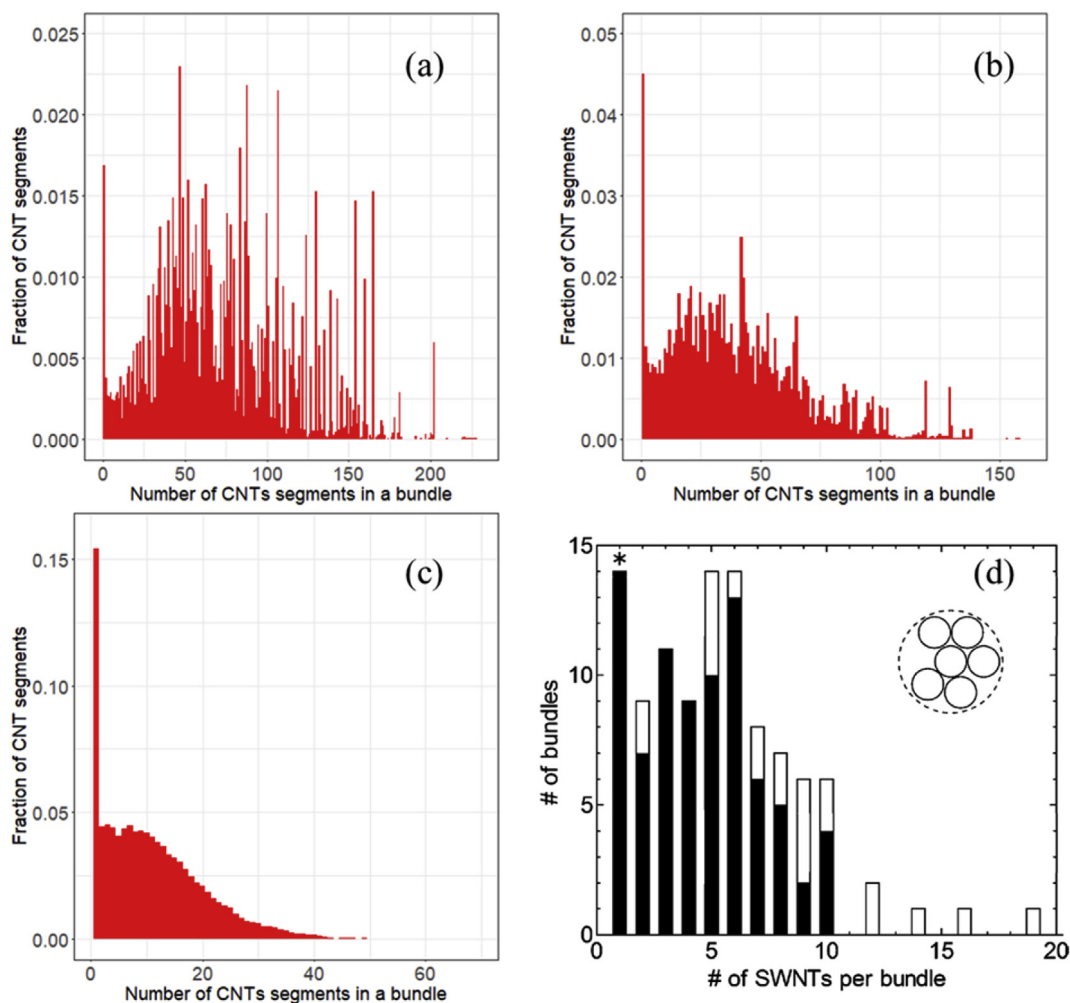 (a)
Fraction of CNT segments
0.025
0.020
0.015
0.010
0.005
0.000
0 50 100 150 200
Number of CNTs segments in a bundle
(b)
Fraction of CNT segments
0.05
0.04
0.03
0.02
0.01
0.00
0 50 100 150
Number of CNTs segments in a bundle
(c)
Fraction of CNT segments
0.15
0.10
0.05
0.00
0 20 40 60
Number of CNTs segments in a bundle
(d)
# of bundles
15
10
5
0
*
0 5 10 15 20
# of SWNTs per bundle